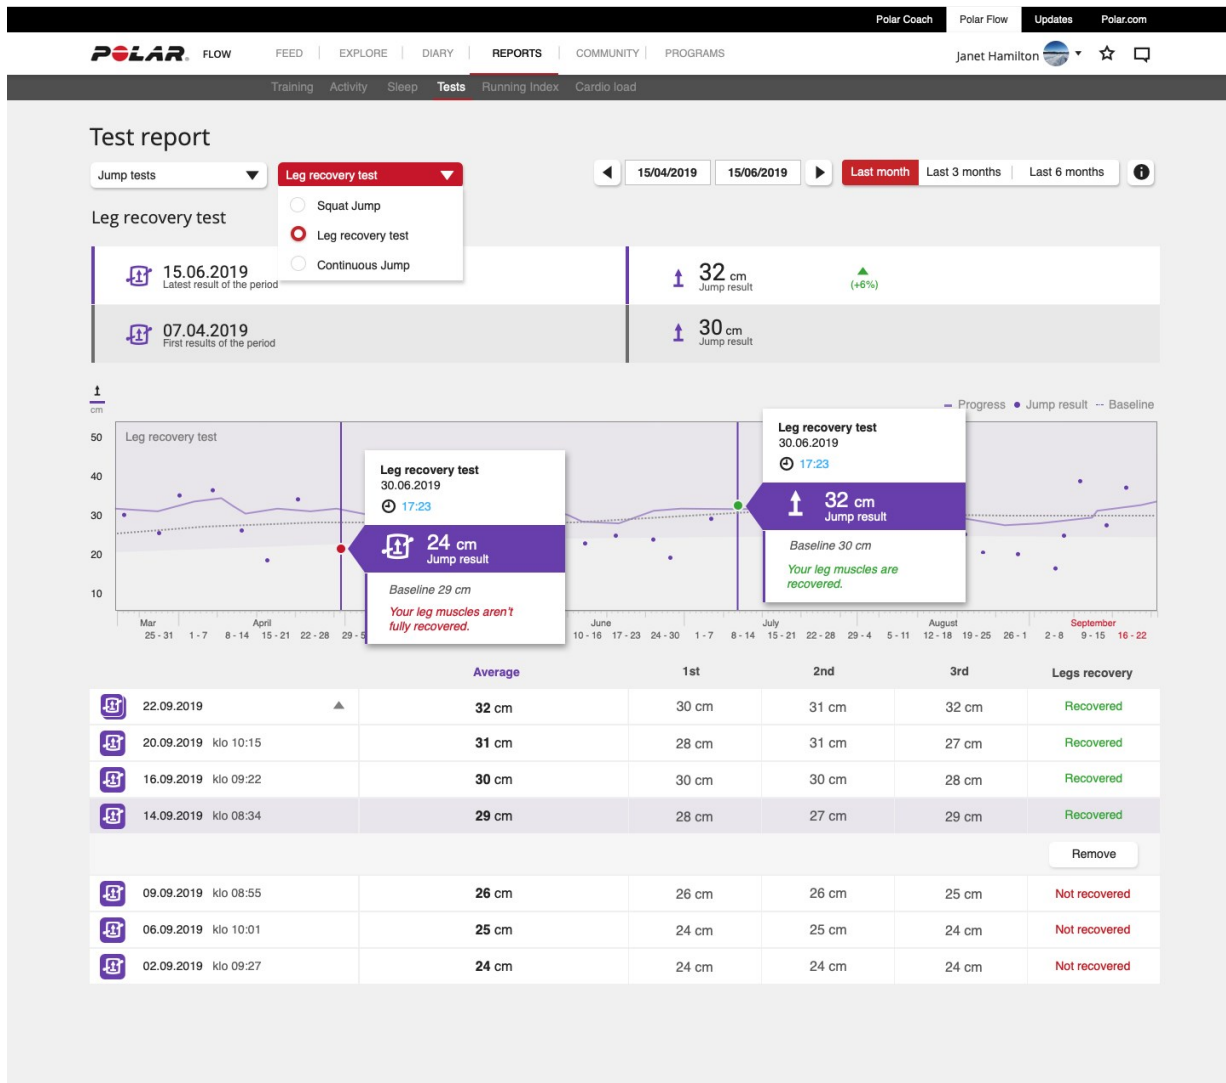 Polar Coach Polar Flow Updates Polar.com
POLAR. FLOW FEED EXPLORE DIARY REPORTS COMMUNITY PROGRAMS Janet Hamilton
Training Activity Sleep Tests Running Index Cardio load
Test report
Jump tests Leg recovery test 15/04/2019 15/06/2019 Last month Last 3 months Last 6 months i
Squat Jump
Leg recovery test
Leg recovery test
Continuous Jump
15.06.2019 32 cm
Latest result of the period Jump result (+6%)
07.04.2019 30 cm
First results of the period Jump result
cm
Progress Jump result Baseline
50 Leg recovery test
40
30
20
10
Leg recovery test
30.06.2019
17:23
24 cm
Jump result
Baseline 29 cm
Your leg muscles aren't
fully recovered.
Leg recovery test
30.06.2019
17:23
32 cm
Jump result
Baseline 30 cm
Your leg muscles are
recovered.
Mar April June July August September
25 - 31 1 - 7 8 - 14 15 - 21 22 - 28 29 - 5 10 - 16 17 - 23 24 - 30 1 - 7 8 - 14 15 - 21 22 - 28 29 - 4 5 - 11 12 - 18 19 - 25 26 - 1 2 - 8 9 - 15 16 - 22
Average 1st 2nd 3rd Legs recovery
22.09.2019 32 cm 30 cm 31 cm 32 cm Recovered
20.09.2019 klo 10:15 31 cm 28 cm 31 cm 27 cm Recovered
16.09.2019 klo 09:22 30 cm 30 cm 30 cm 28 cm Recovered
14.09.2019 klo 08:34 29 cm 28 cm 27 cm 29 cm Recovered
Remove
09.09.2019 klo 08:55 26 cm 26 cm 26 cm 25 cm Not recovered
06.09.2019 klo 10:01 25 cm 24 cm 25 cm 24 cm Not recovered
02.09.2019 klo 09:27 24 cm 24 cm 24 cm 24 cm Not recovered